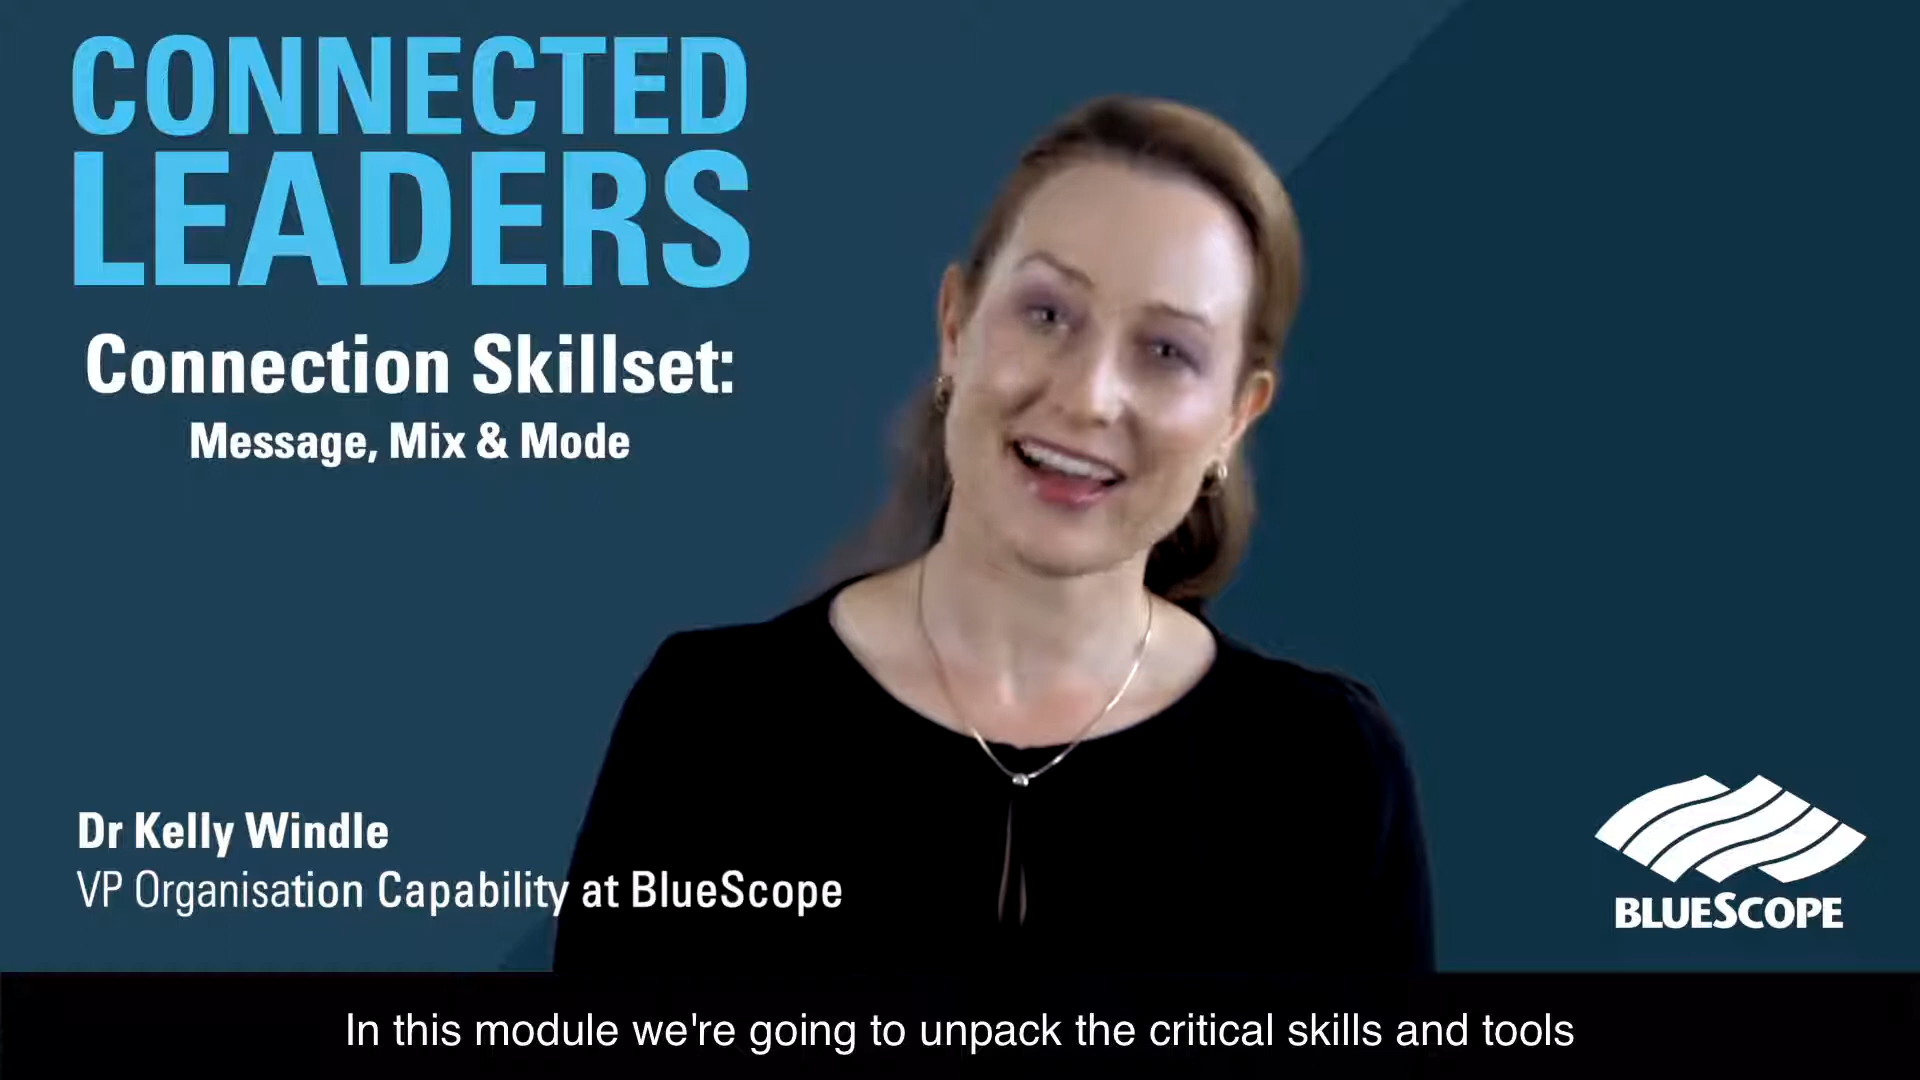 CONNECTED
LEADERS
Connection Skillset:
Message, Mix & Mode
Dr Kelly Windle
VP Organisation Capability at BlueScope
BLUESCOPE
In this module we're going to unpack the critical skills and tools